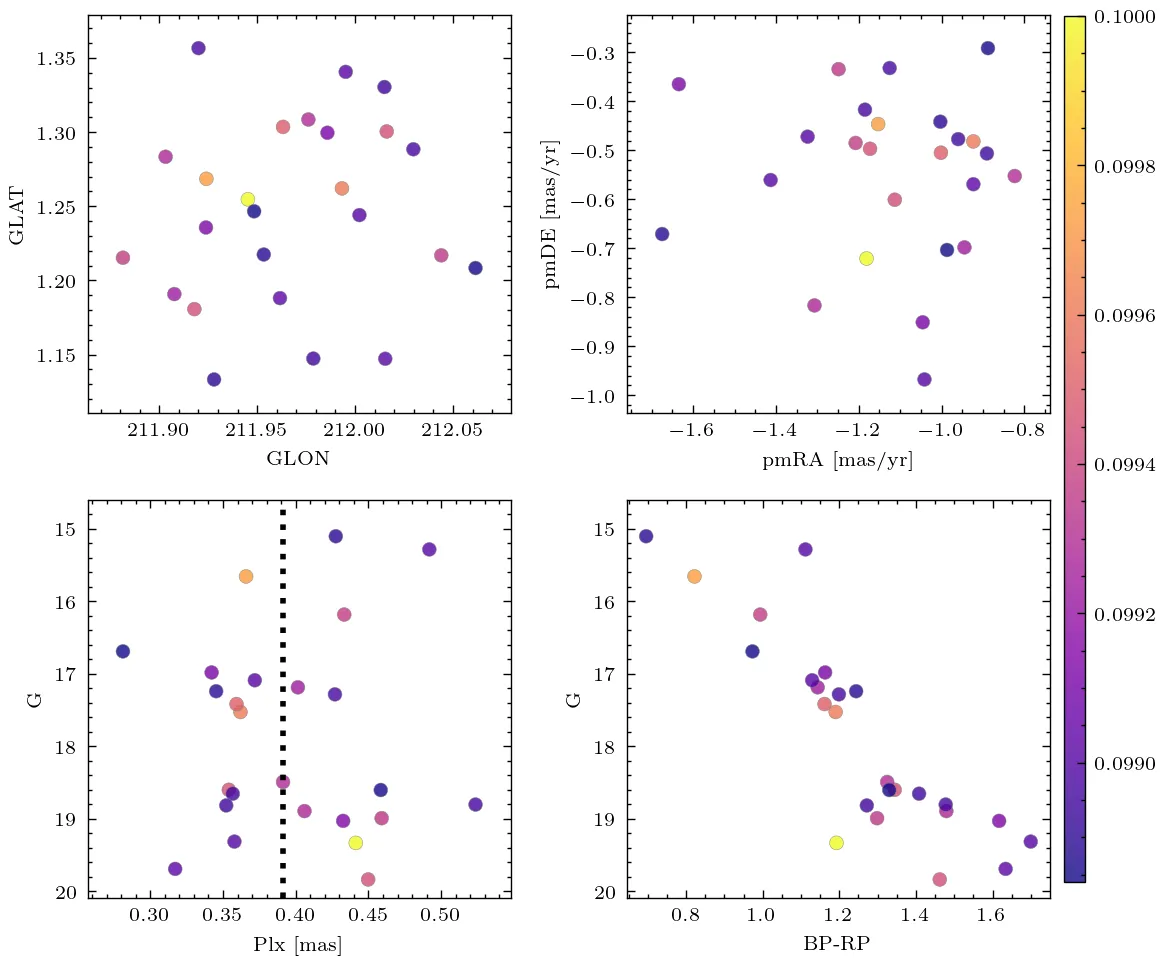 1.35
1.30
1.25
1.20
1.15
GLAT
211.90 211.95 212.00 212.05
GLON
−0.3
−0.4
−0.5
−0.6
−0.7
−0.8
−0.9
−1.0
pmDE [mas/yr]
−1.6 −1.4 −1.2 −1.0 −0.8
pmRA [mas/yr]
0.1000
0.0998
0.0996
0.0994
0.0992
0.0990
15
16
17
18
19
20
G
0.30 0.35 0.40 0.45 0.50
Plx [mas]
15
16
17
18
19
20
G
0.8 1.0 1.2 1.4 1.6
BP-RP